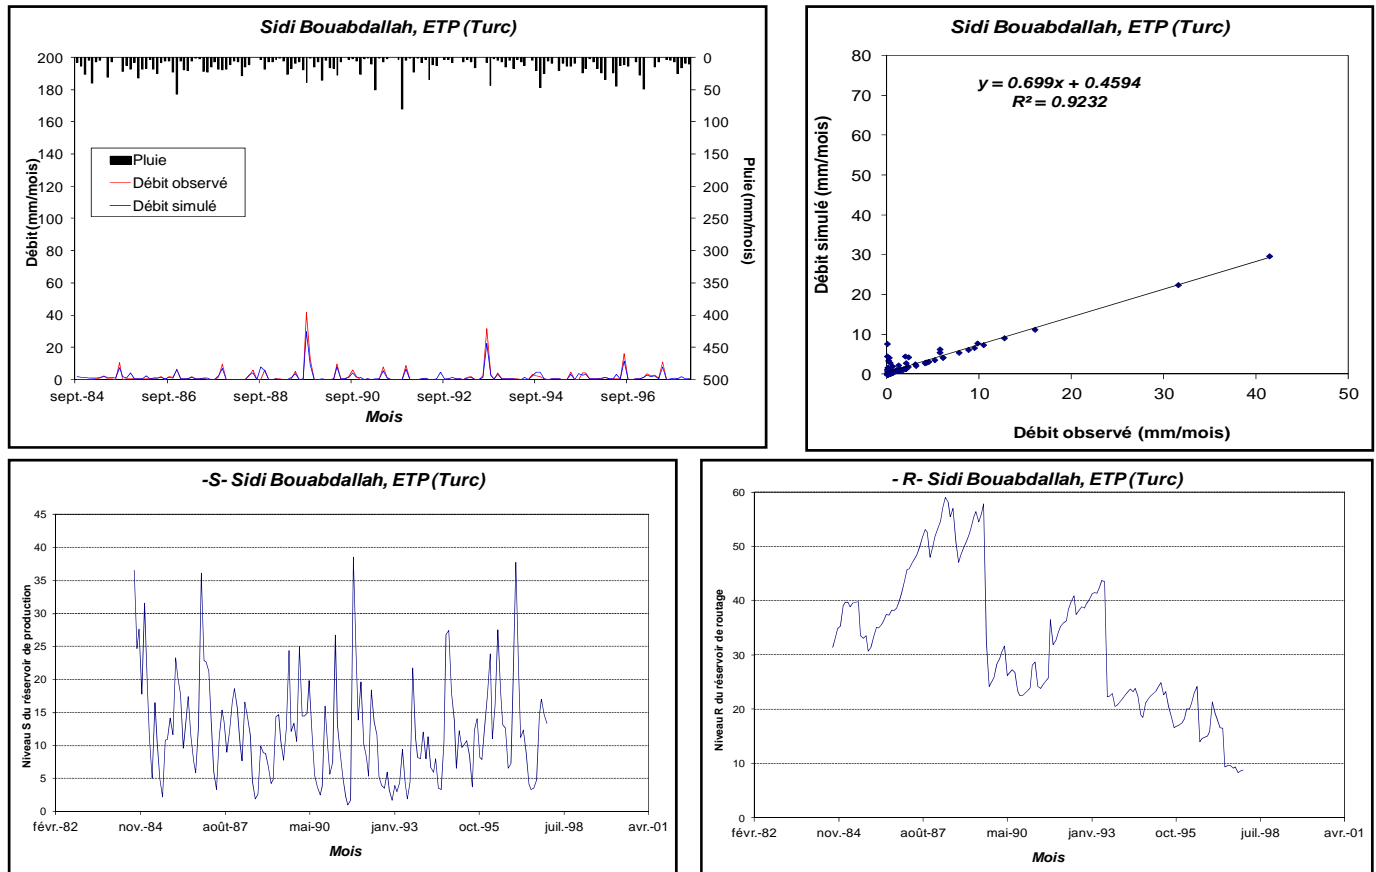 Sidi Bouabdallah, ETP (Turc)
200
180
160
140
120
100
80
60
40
20
0
Débit (mm/mois)
0
50
100
150
200
250
300
350
400
450
500
Pluie (mm/mois)
Pluie
Débit observé
Débit simulé
sept.-84
sept.-86
sept.-88
sept.-90
sept.-92
sept.-94
sept.-96
Mois
Sidi Bouabdallah, ETP (Turc)
y = 0.699x + 0.4594
R² = 0.9232
80
70
60
50
40
30
20
10
0
Débit simulé (mm/mois)
0
10
20
30
40
50
Débit observé (mm/mois)
-S- Sidi Bouabdallah, ETP (Turc)
45
40
35
30
25
20
15
10
5
0
Niveau S du réservoir de production
févr.-82
nov.-84
août-87
mai-90
janv.-93
oct.-95
juil.-98
avr.-01
Mois
- R- Sidi Bouabdallah, ETP (Turc)
60
50
40
30
20
10
0
Niveau R du réservoir de routage
févr.-82
nov.-84
août-87
mai-90
janv.-93
oct.-95
juil.-98
avr.-01
Mois